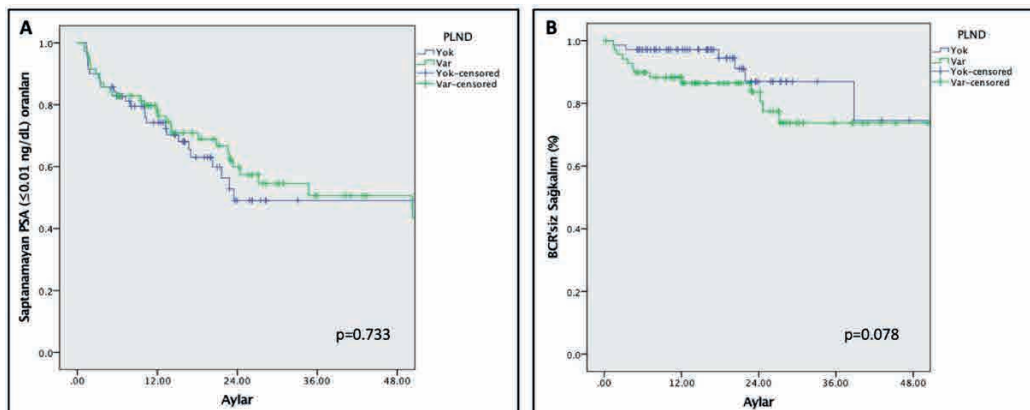 A
Saptanamayan PSA (≤0.01 ng/dL) oranları
1.0
0.8
0.6
0.4
0.2
0.0
.00 12.00 24.00 36.00 48.00
Aylar
PLND
Yok
Var
Yok-censored
Var-censored
p=0.733
B
BCR'siz Sağkalım (%)
1.0
0.8
0.6
0.4
0.2
0.0
.00 12.00 24.00 36.00 48.00
Aylar
PLND
Yok
Var
Yok-censored
Var-censored
p=0.078